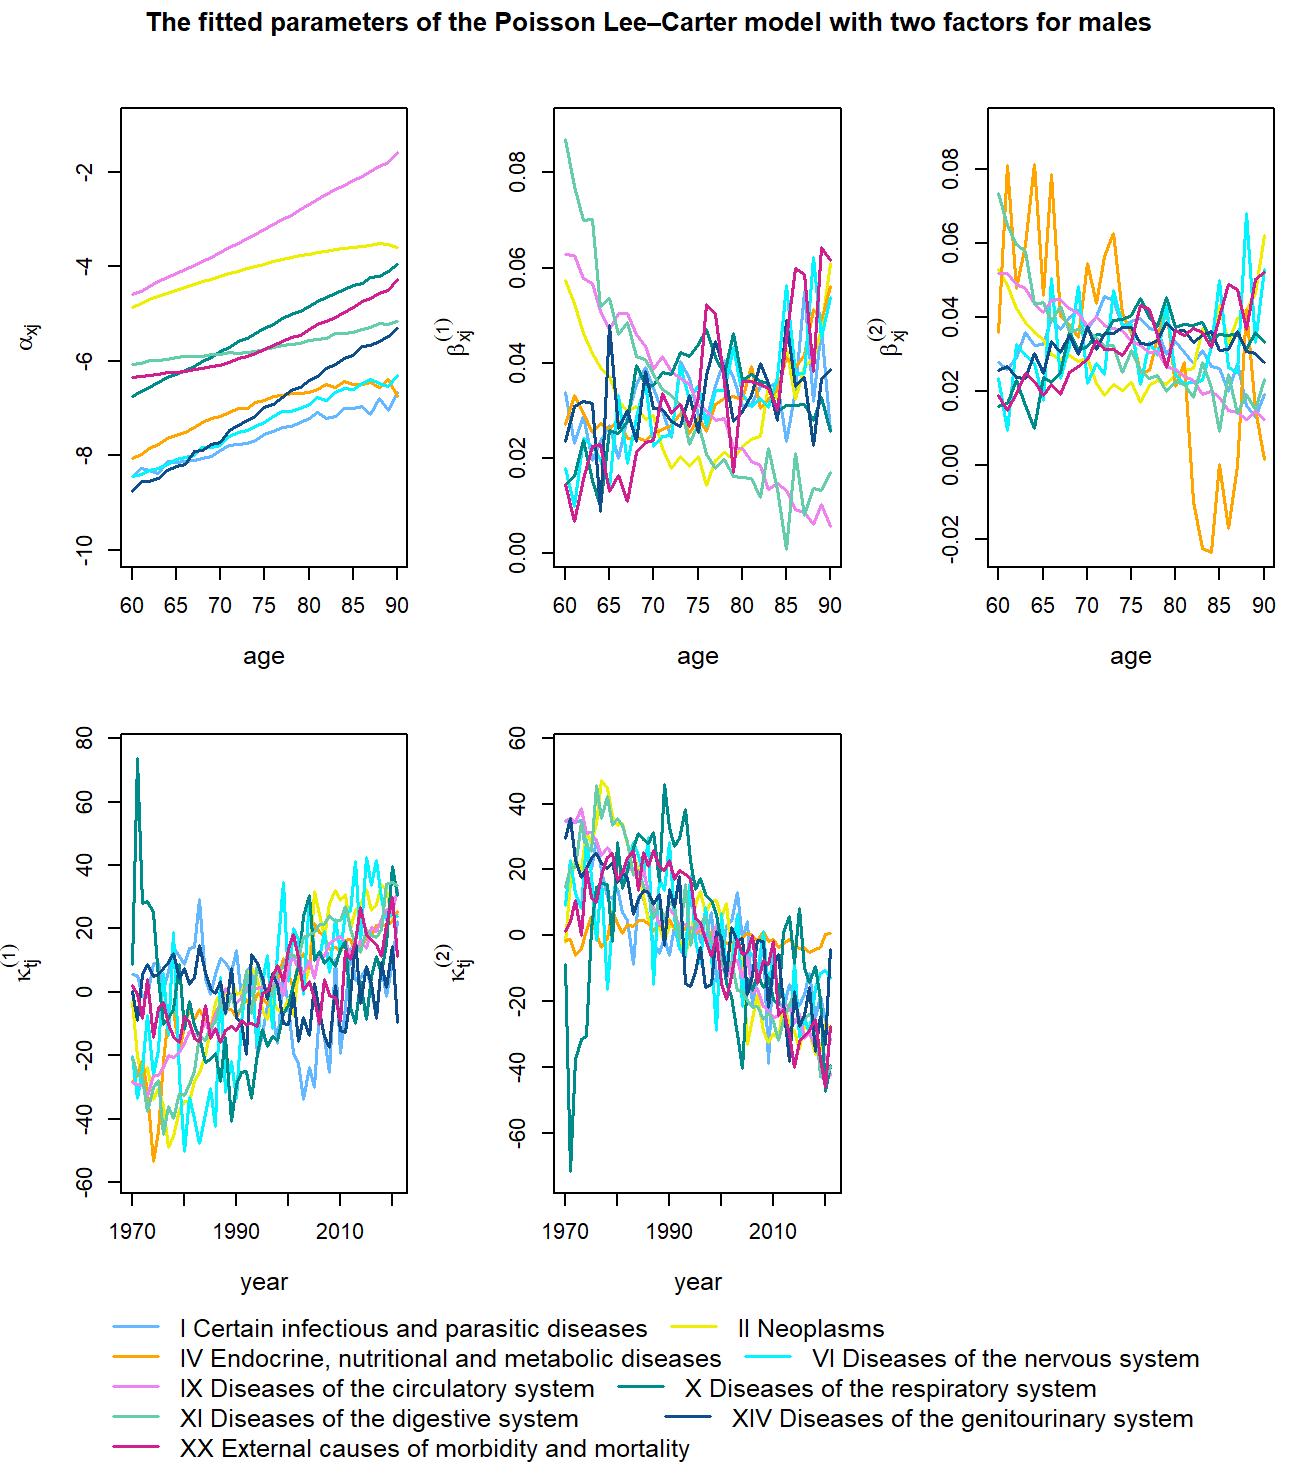 The fitted parameters of the Poisson Lee–Carter model with two factors for males
αxj
-2
-4
-6
-8
-10
60 65 70 75 80 85 90
age
βxj(1)
0.08
0.06
0.04
0.02
0.00
60 65 70 75 80 85 90
age
βxj(2)
0.08
0.06
0.04
0.02
0.00
-0.02
60 65 70 75 80 85 90
age
κtj(1)
80
60
40
20
0
-20
-40
-60
1970 1990 2010
year
κtj(2)
60
40
20
0
-20
-40
-60
1970 1990 2010
year
I Certain infectious and parasitic diseases II Neoplasms
IV Endocrine, nutritional and metabolic diseases VI Diseases of the nervous system
IX Diseases of the circulatory system X Diseases of the respiratory system
XI Diseases of the digestive system XIV Diseases of the genitourinary system
XX External causes of morbidity and mortality